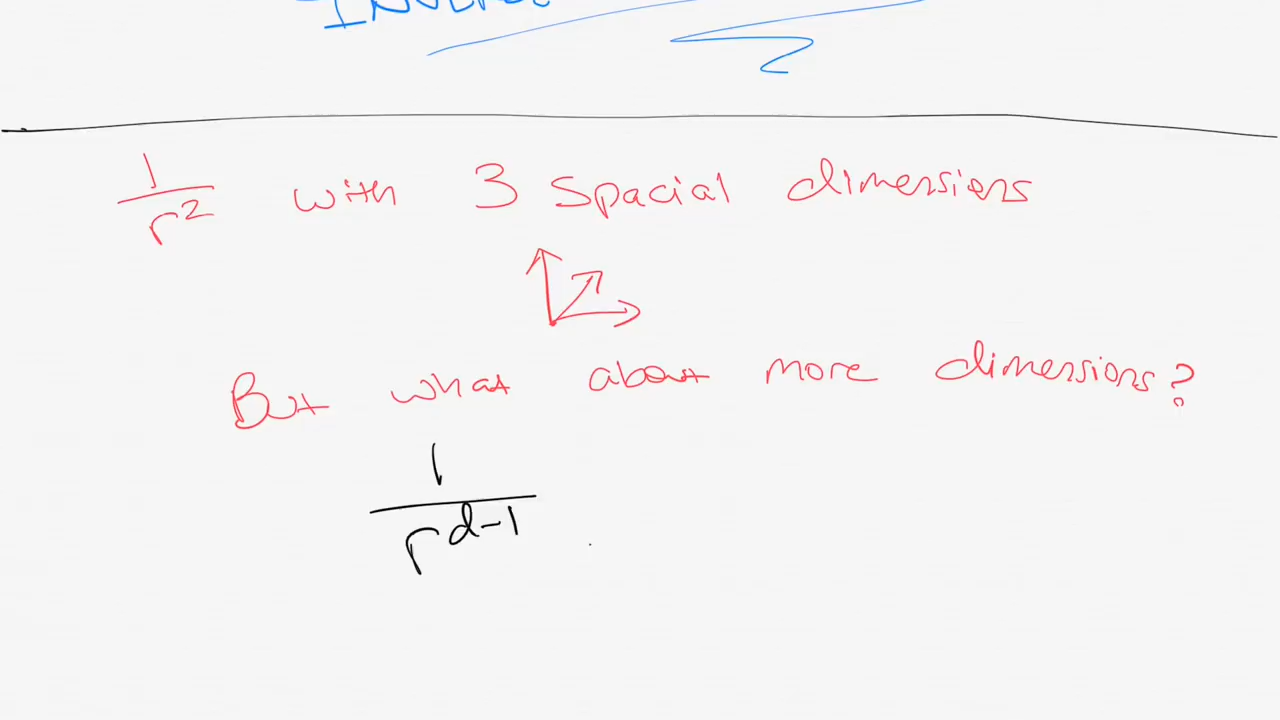 1/r² with 3 Spacial dimensions
But what about more dimensions?
1/r^(d-1)